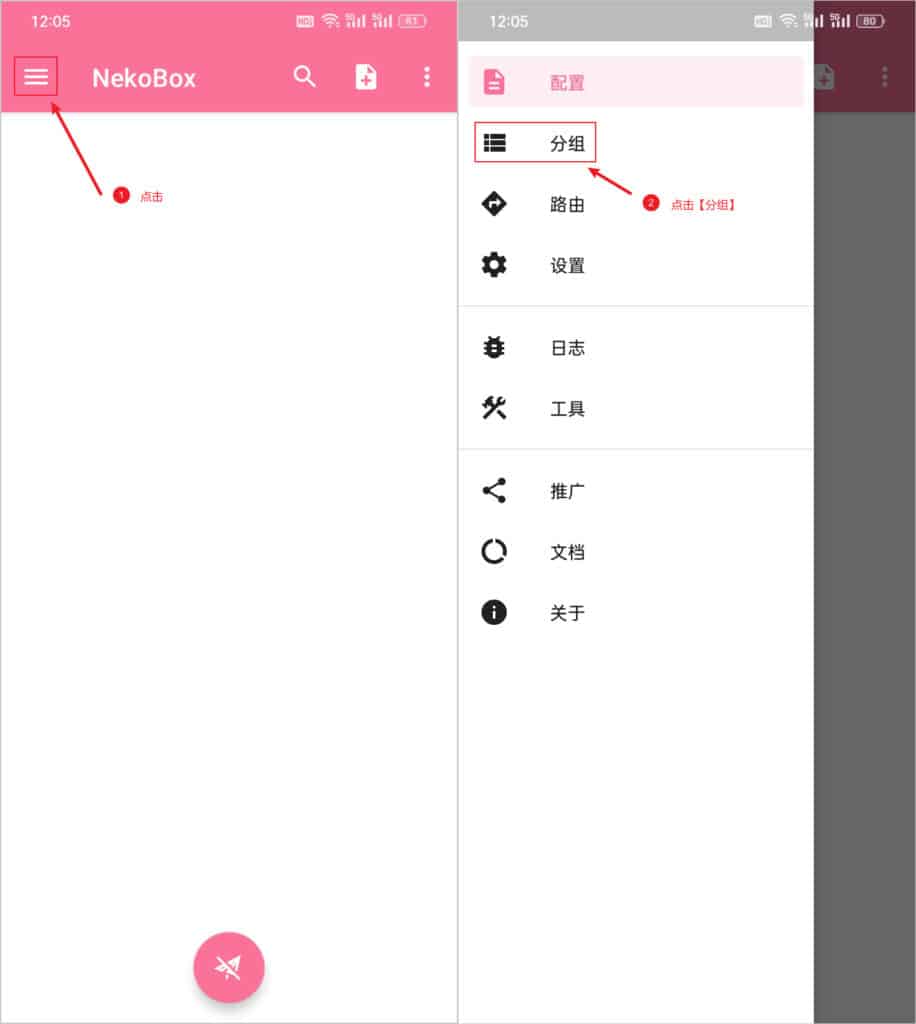 12:05
HD
5G
5G
81
NekoBox
1 点击
12:05
HD
5G
5G
80
配置
分组
路由
2 点击【分组】
设置
日志
工具
推广
文档
关于